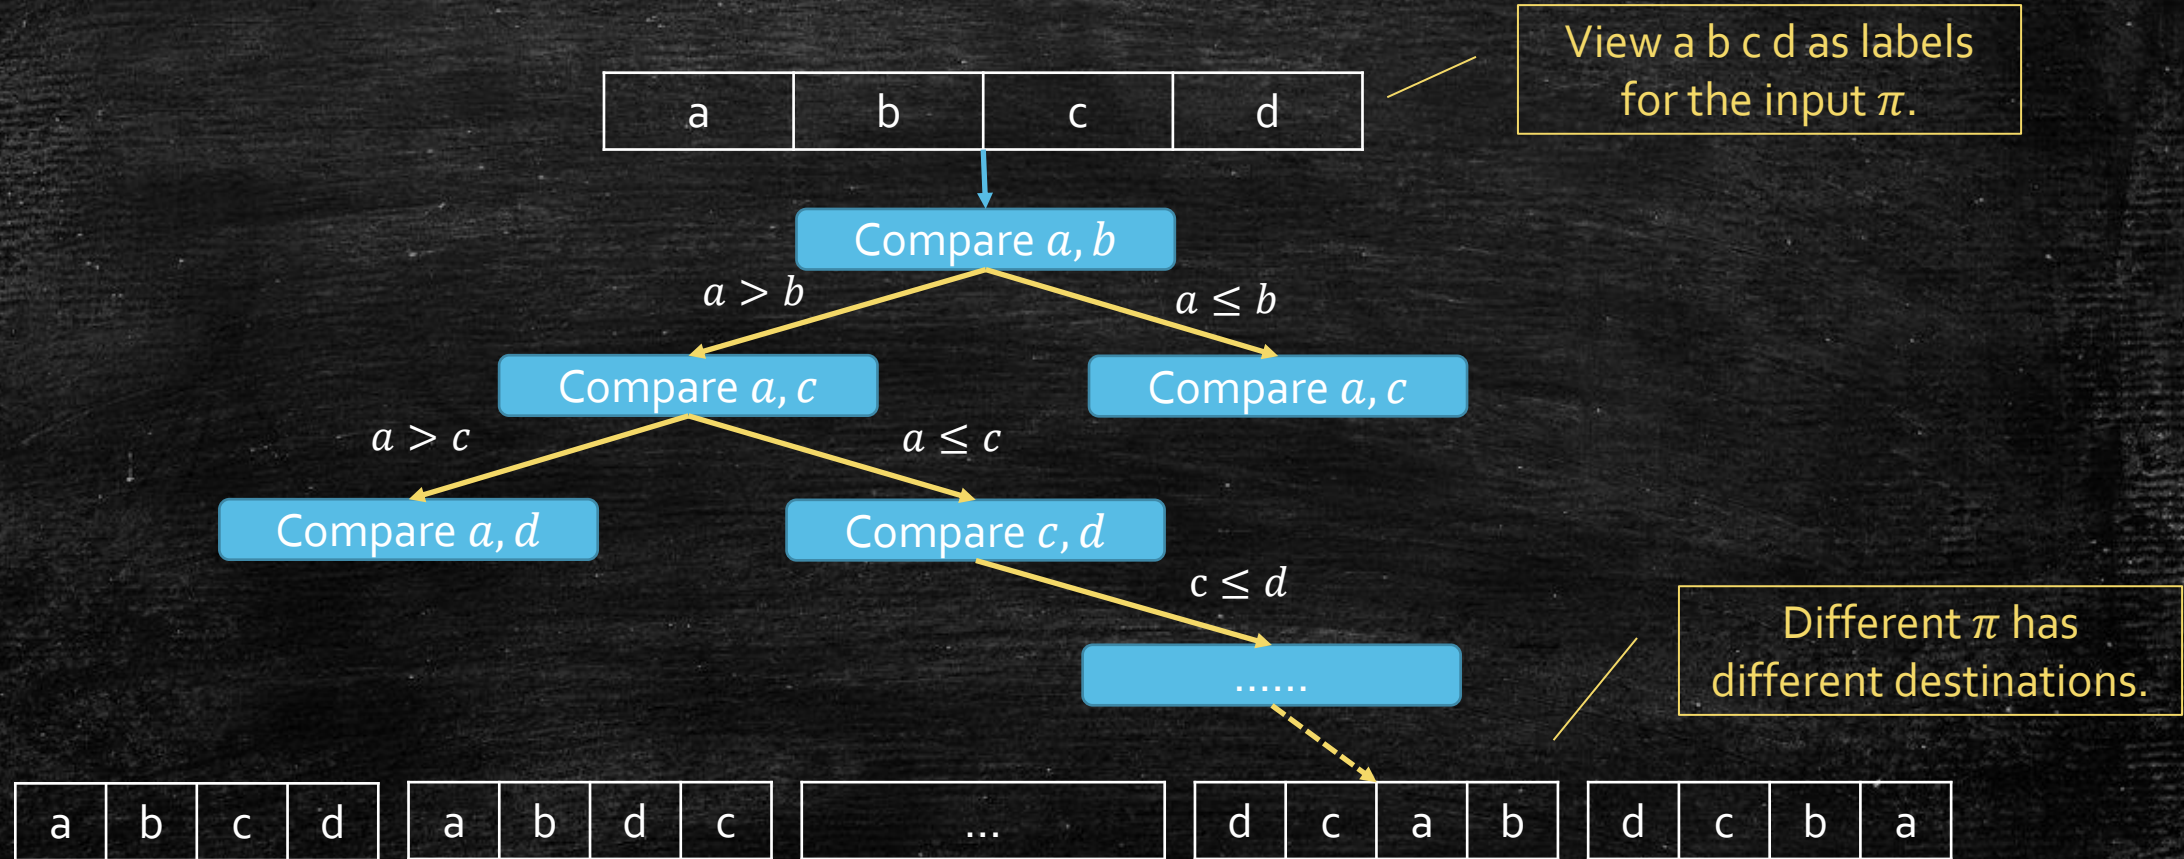 View a b c d as labels
for the input π.
a b c d
Compare a, b
a > b
a ≤ b
Compare a, c
Compare a, c
a > c
a ≤ c
Compare a, d
Compare c, d
c ≤ d
......
Different π has
different destinations.
a b c d
a b d c
...
d c a b
d c b a